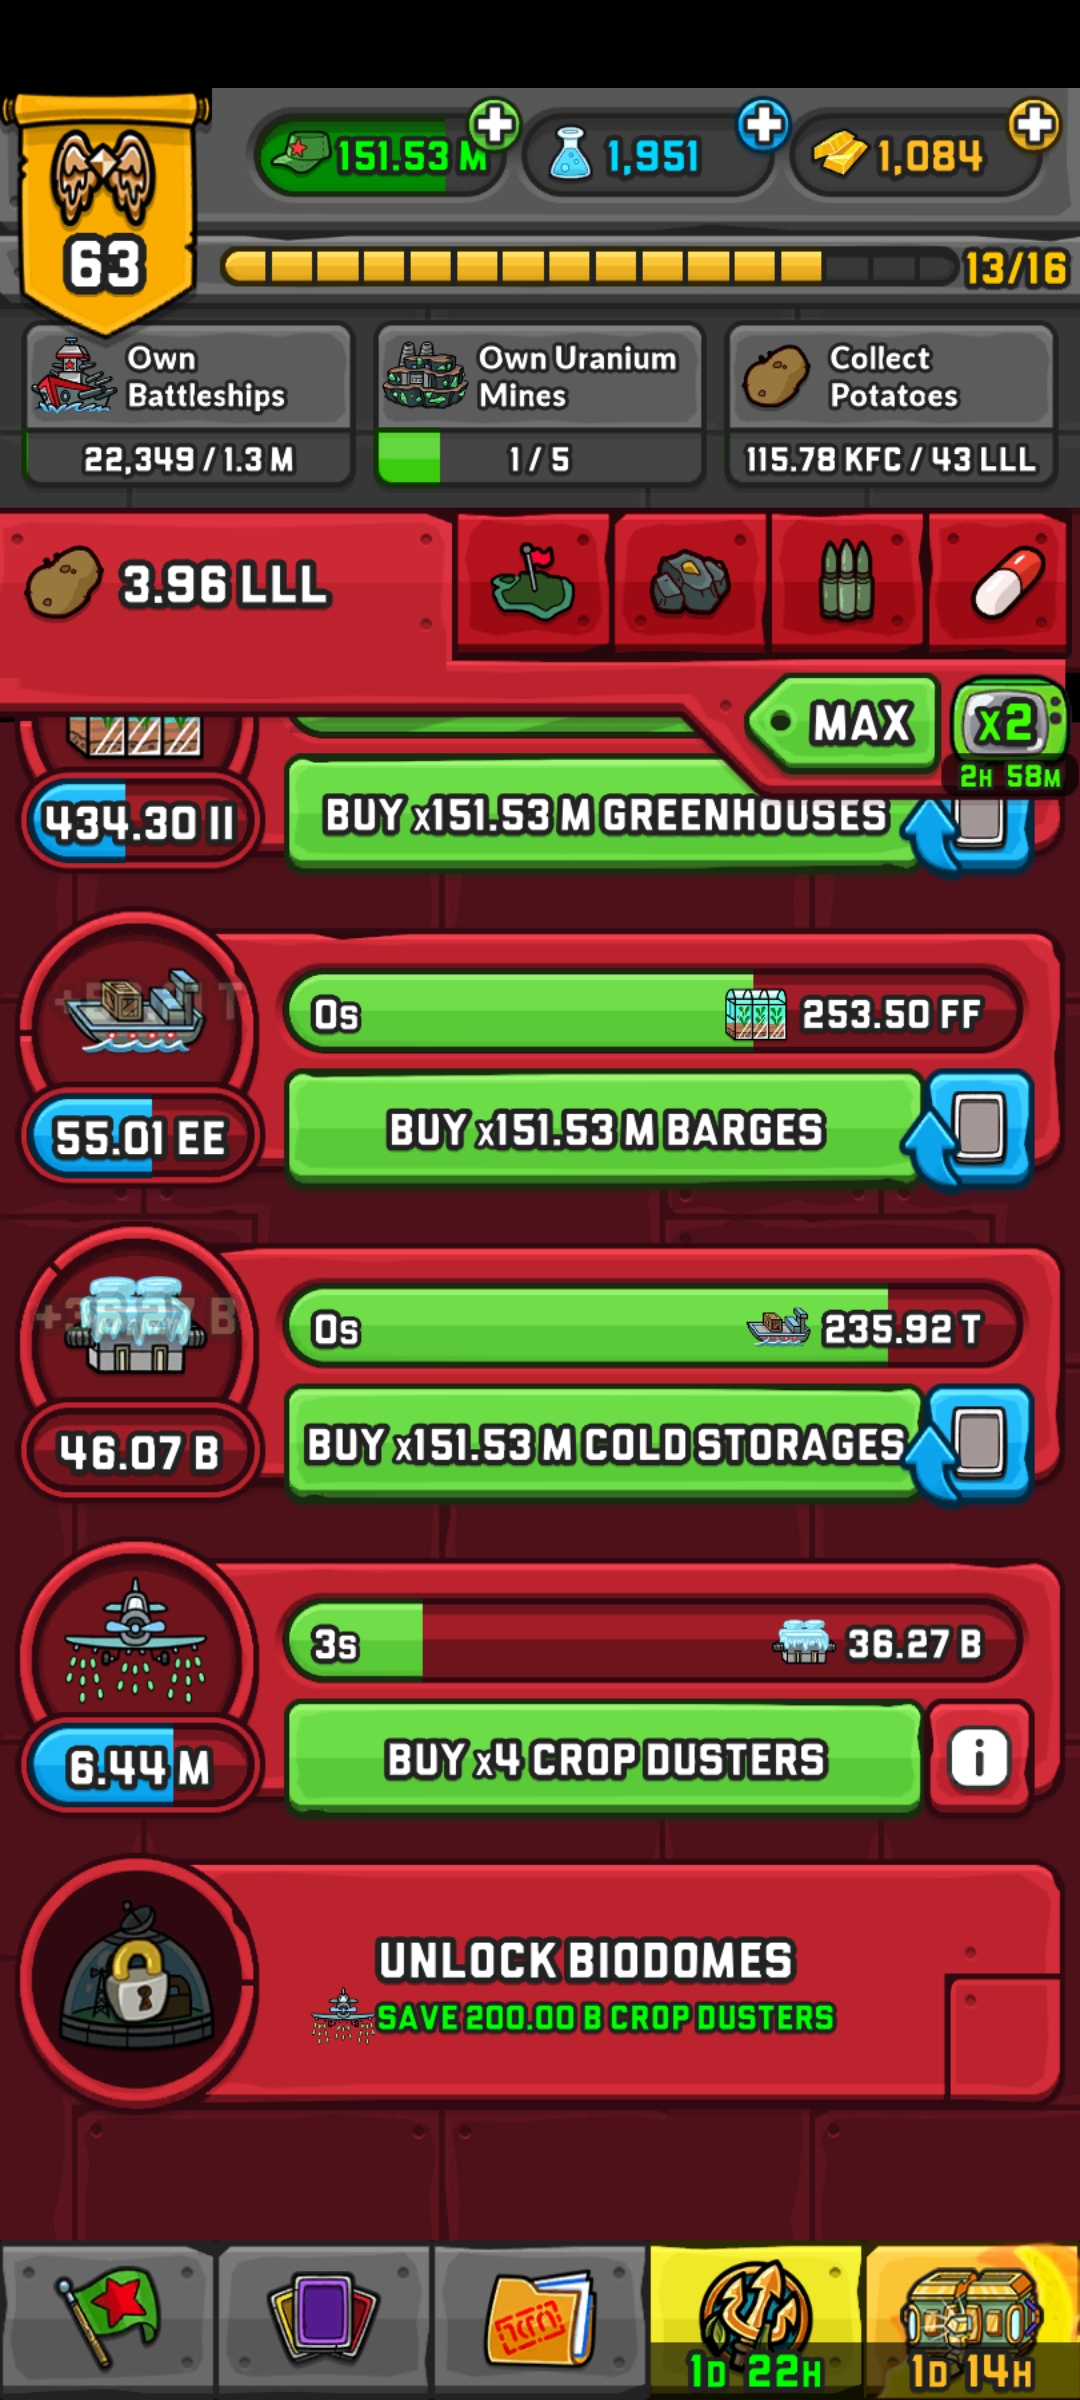 151.53 M
1,951
1,084
63
13/16
Own
Battleships
22,349 / 1.3 M
Own Uranium
Mines
1 / 5
Collect
Potatoes
115.78 KFC / 43 LLL
3.96 LLL
MAX
X2
2H 58M
434.30 II
BUY x151.53 M GREENHOUSES
0s
253.50 FF
55.01 EE
BUY x151.53 M BARGES
0s
235.92 T
46.07 B
BUY x151.53 M COLD STORAGES
3s
36.27 B
6.44 M
BUY x4 CROP DUSTERS
i
UNLOCK BIODOMES
SAVE 200.00 B CROP DUSTERS
1D 22H
1D 14H